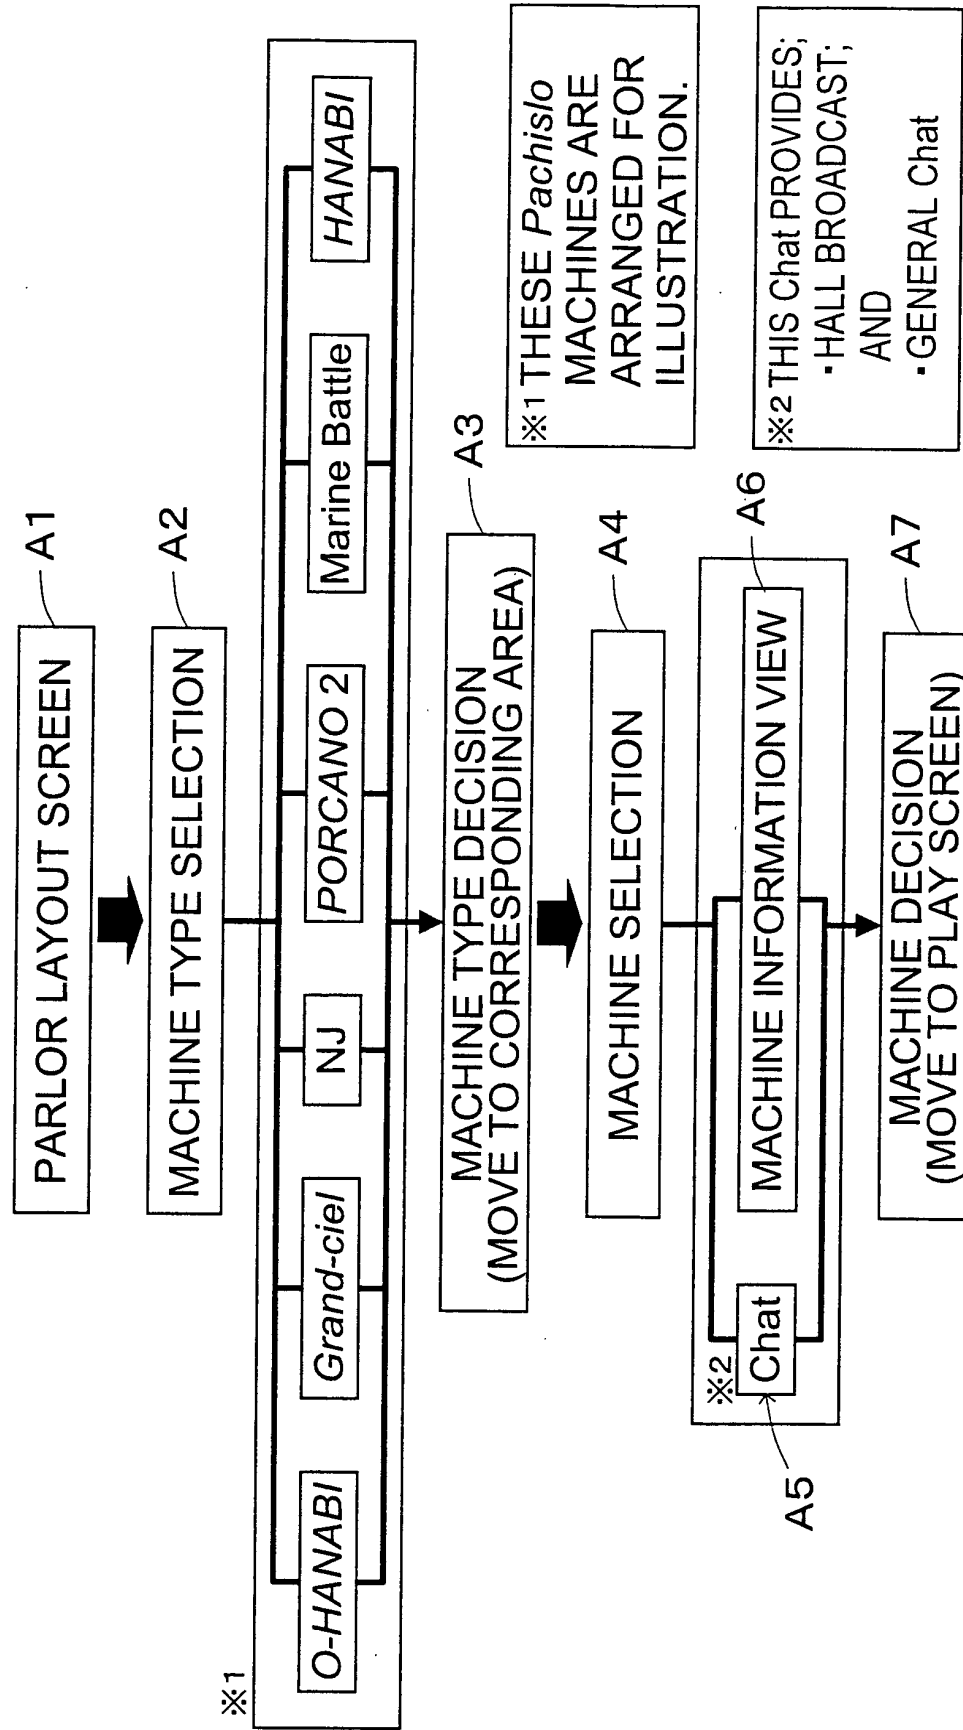 PARLOR LAYOUT SCREEN
A1
MACHINE TYPE SELECTION
A2
※1
O-HANABI
Grand-ciel
NJ
PORCANO 2
Marine Battle
HANABI
MACHINE TYPE DECISION
(MOVE TO CORRESPONDING AREA)
A3
MACHINE SELECTION
A4
※2
Chat
A5
MACHINE INFORMATION VIEW
A6
MACHINE DECISION
(MOVE TO PLAY SCREEN)
A7
※1 THESE Pachislo
MACHINES ARE
ARRANGED FOR
ILLUSTRATION.
※2 THIS Chat PROVIDES;
・HALL BROADCAST;
AND
・GENERAL Chat